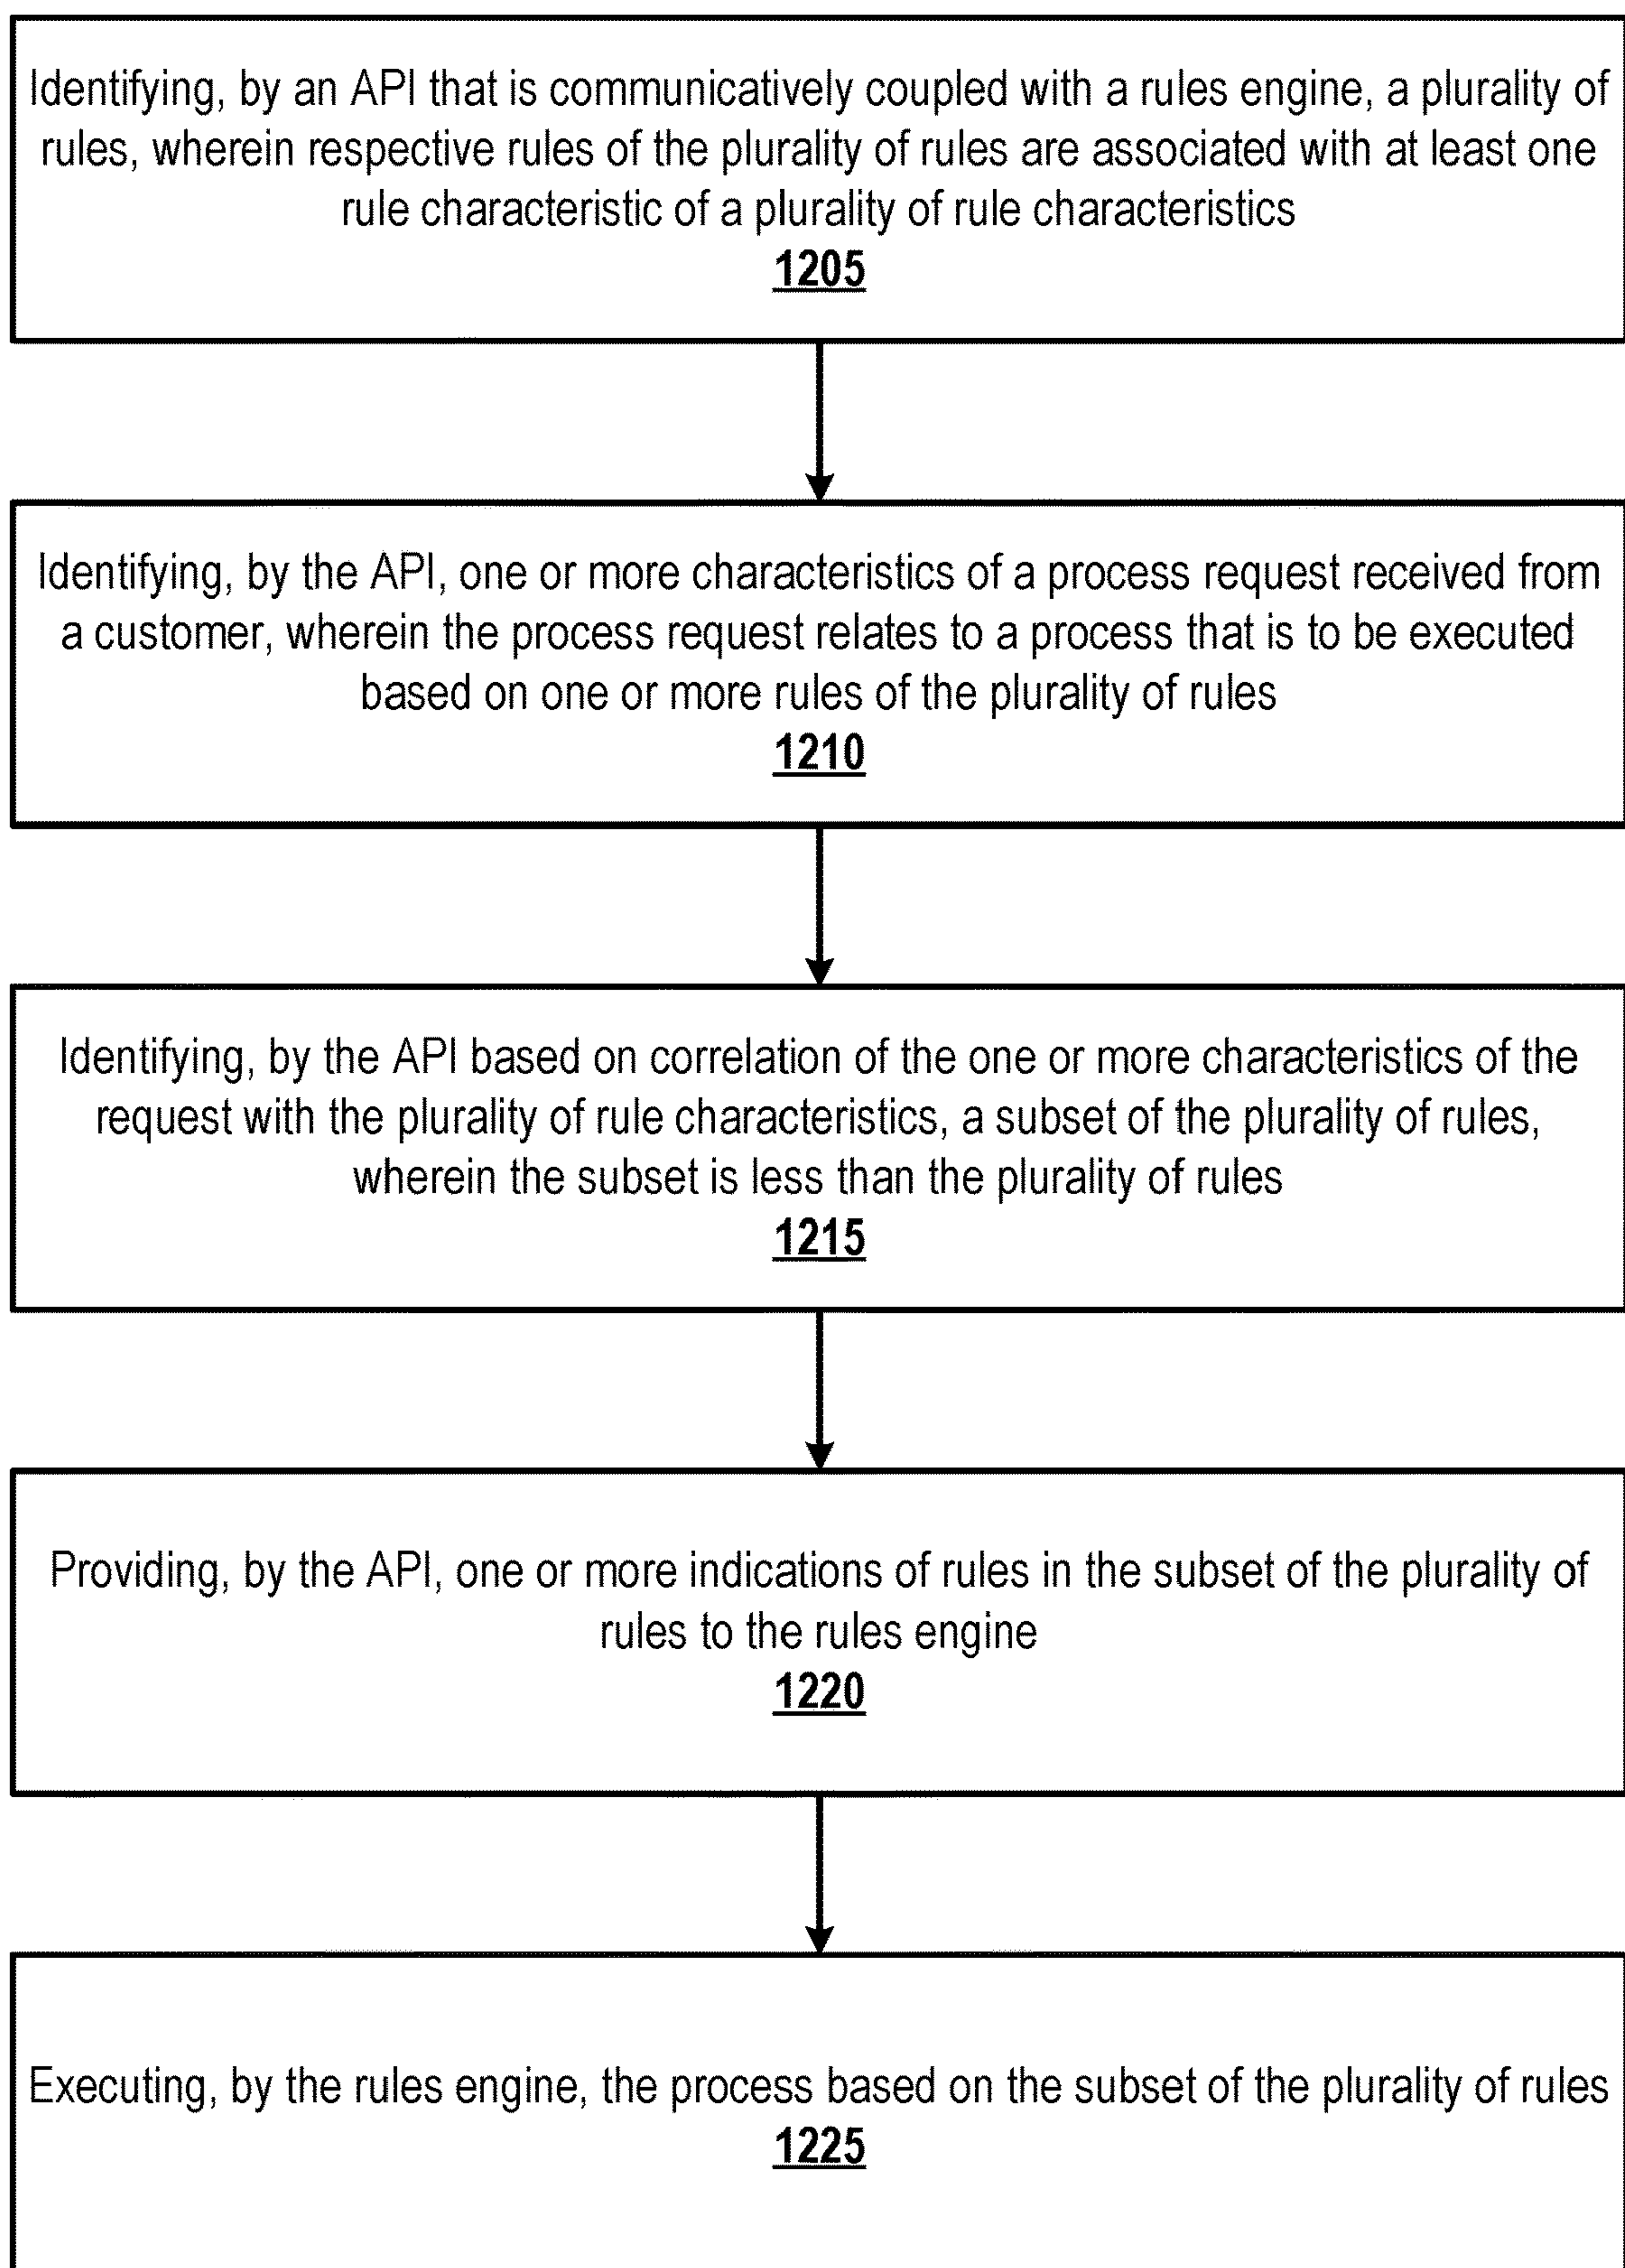 Identifying, by an API that is communicatively coupled with a rules engine, a plurality of
rules, wherein respective rules of the plurality of rules are associated with at least one
rule characteristic of a plurality of rule characteristics
1205
Identifying, by the API, one or more characteristics of a process request received from
a customer, wherein the process request relates to a process that is to be executed
based on one or more rules of the plurality of rules
1210
Identifying, by the API based on correlation of the one or more characteristics of the
request with the plurality of rule characteristics, a subset of the plurality of rules,
wherein the subset is less than the plurality of rules
1215
Providing, by the API, one or more indications of rules in the subset of the plurality of
rules to the rules engine
1220
Executing, by the rules engine, the process based on the subset of the plurality of rules
1225